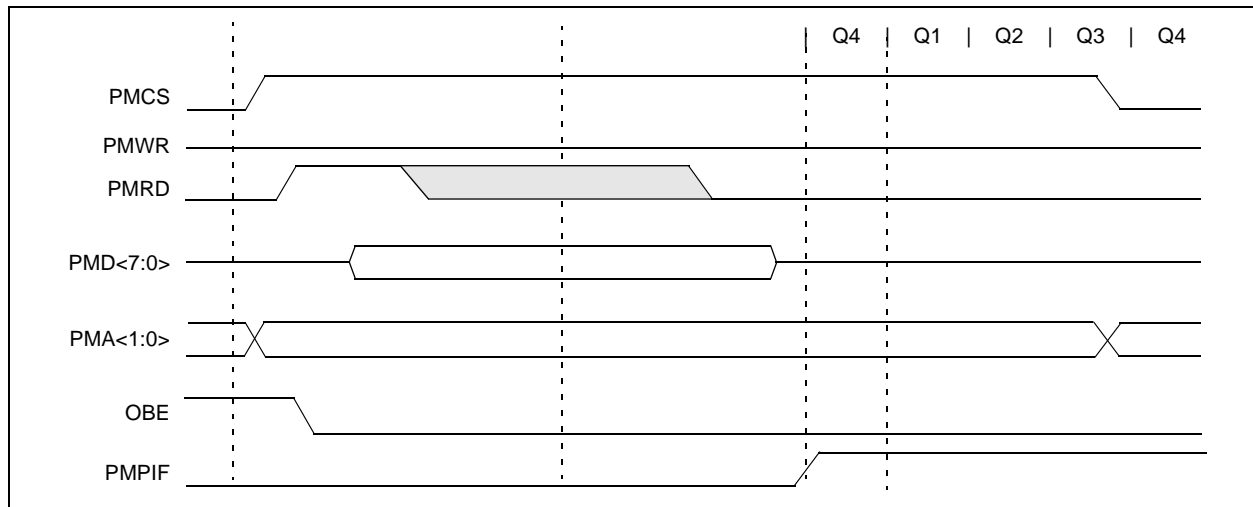 | Q4 | Q1 | Q2 | Q3 | Q4
PMCS
PMWR
PMRD
PMD<7:0>
PMA<1:0>
OBE
PMPIF